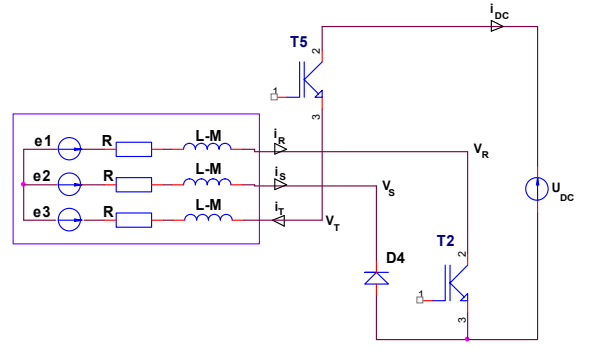 i_DC
T5
2
1
3
e1 R L-M i_R
V_R
e2 R L-M i_S
V_S
e3 R L-M i_T
V_T
U_DC
T2
D4
2
1
3